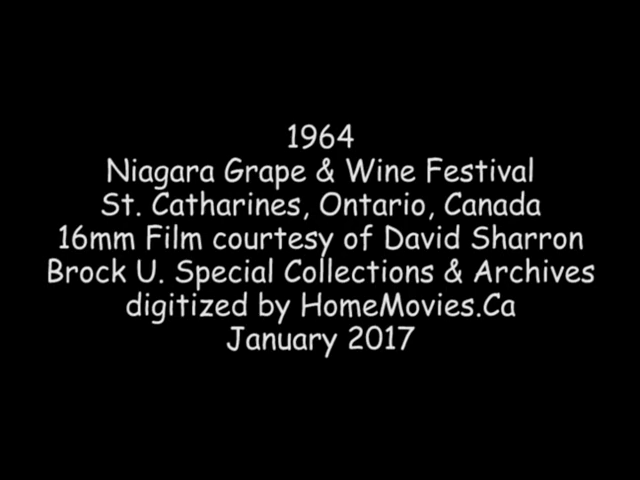 1964
Niagara Grape & Wine Festival
St. Catharines, Ontario, Canada
16mm Film courtesy of David Sharron
Brock U. Special Collections & Archives
digitized by HomeMovies.Ca
January 2017